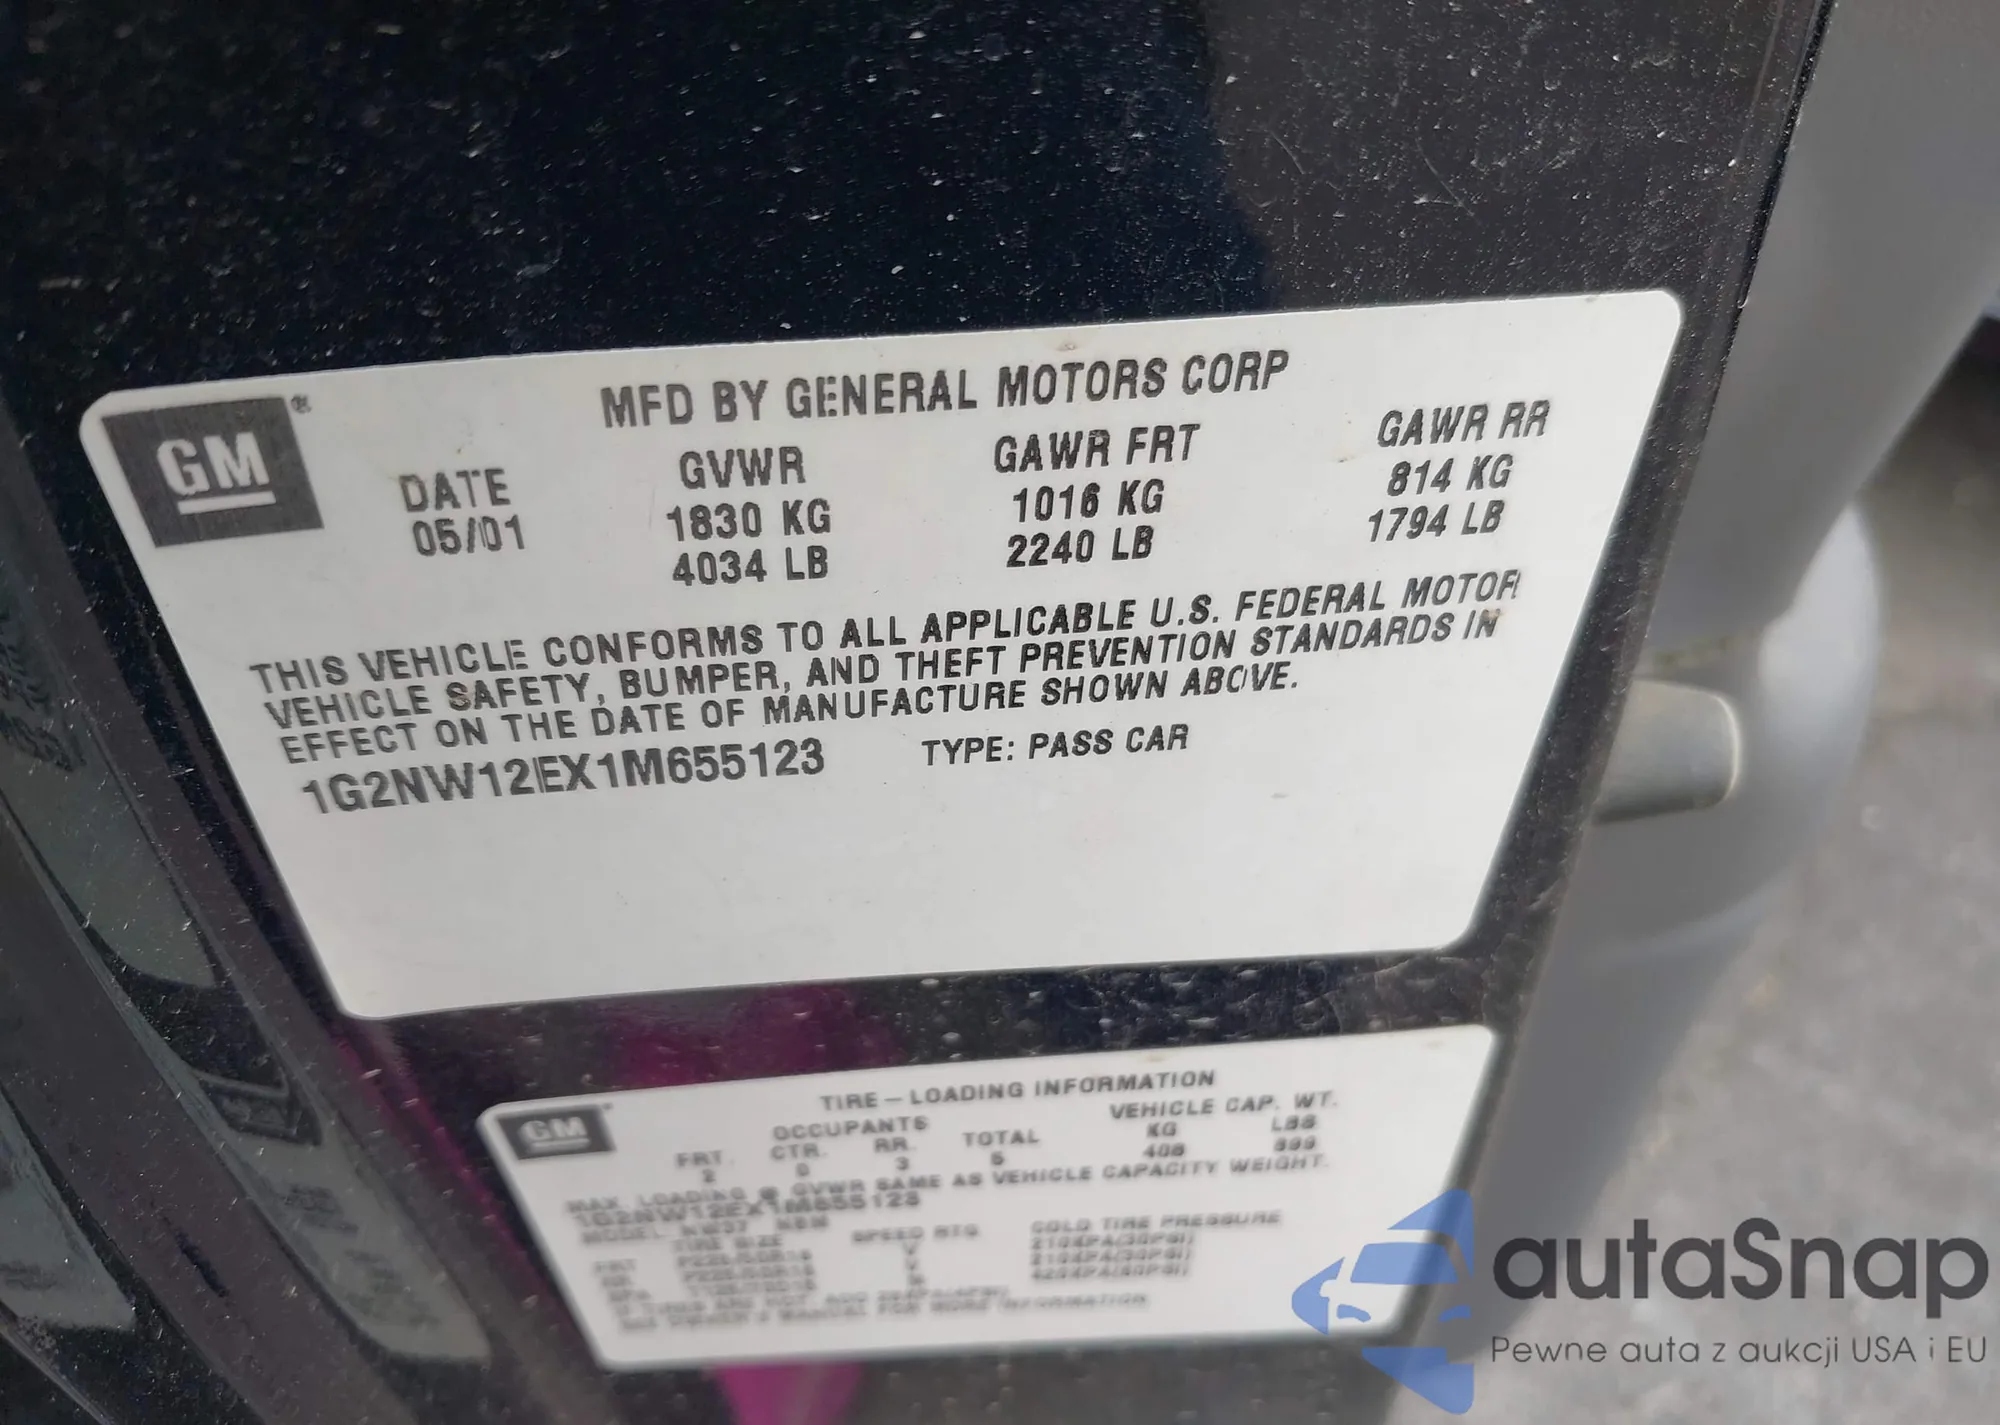 GM®
MFD BY GENERAL MOTORS CORP
DATE GVWR GAWR FRT GAWR RR
05/01 1830 KG 1016 KG 814 KG
4034 LB 2240 LB 1794 LB
THIS VEHICLE CONFORMS TO ALL APPLICABLE U.S. FEDERAL MOTOR
VEHICLE SAFETY, BUMPER, AND THEFT PREVENTION STANDARDS IN
EFFECT ON THE DATE OF MANUFACTURE SHOWN ABOVE.
1G2NW12EX1M655123 TYPE: PASS CAR
GM
TIRE-LOADING INFORMATION
OCCUPANTS VEHICLE CAP. WT.
FRT. CTR. RR. TOTAL KG LBS
2 0 3 5 408 899
MAX. LOADING @ GVWR SAME AS VEHICLE CAPACITY WEIGHT.
1G2NW12EX1M655123
MODEL: NW37
TIRE SIZE SPEED RTG COLD TIRE PRESSURE
FRT
autaSnap
Pewne auta z aukcji USA i EU